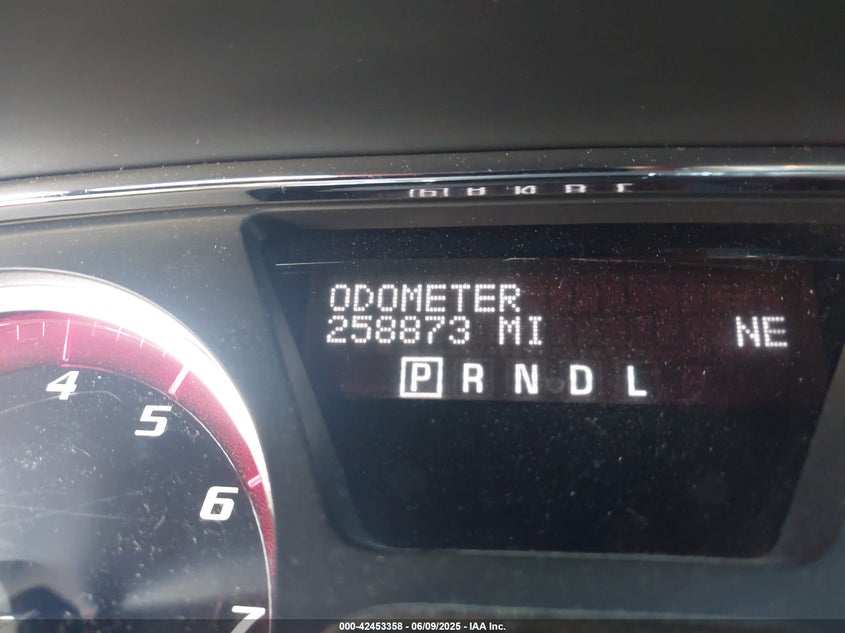 ODOMETER
258873 MI NE
P R N D L
4
5
6
7
000-42453358 - 06/09/2025 - IAA Inc.